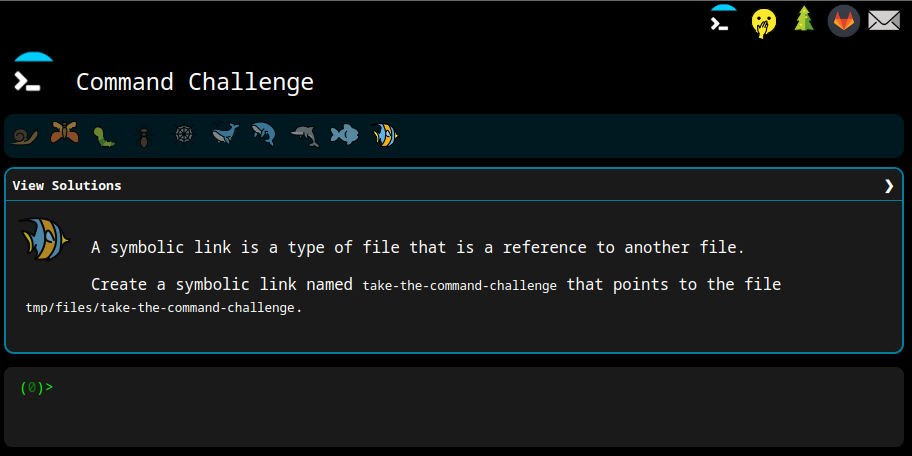 Command Challenge
View Solutions ❯
A symbolic link is a type of file that is a reference to another file.
Create a symbolic link named take-the-command-challenge that points to the file
tmp/files/take-the-command-challenge.
(0)>